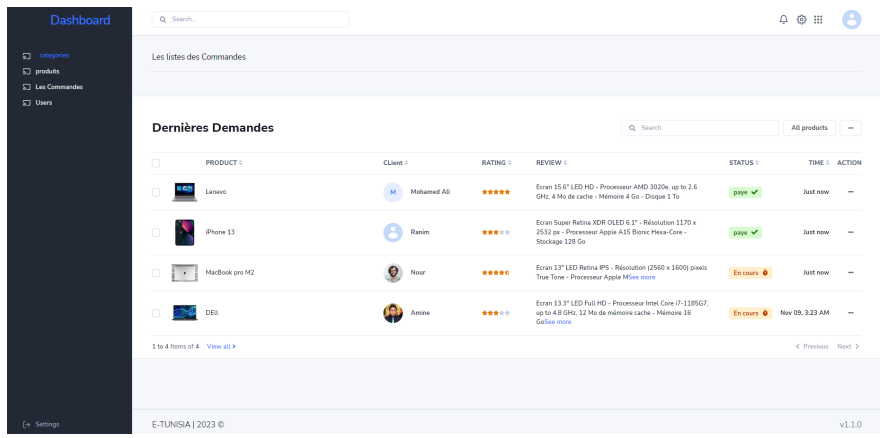 Dashboard
Search...
categories
produits
Les Commandes
Users
Les listes des Commandes
Dernières Demandes
Search
All products
PRODUCT Client RATING REVIEW STATUS TIME ACTION
Lenevo M Mohamed Ali Ecran 15.6" LED HD - Processeur AMD 3020e, up to 2.6
GHz, 4 Mo de cache - Mémoire 4 Go - Disque 1 To paye Just now
iPhone 13 Ranim Ecran Super Retina XDR OLED 6.1" - Résolution 1170 x
2532 px - Processeur Apple A15 Bionic Hexa-Core -
Stockage 128 Go paye Just now
MacBook pro M2 Nour Ecran 13" LED Retina IPS - Résolution (2560 x 1600) pixels
True Tone - Processeur Apple MSee more En cours Just now
DEll Amine Ecran 13.3" LED Full HD - Processeur Intel Core i7-1185G7,
up to 4.8 GHz, 12 Mo de mémoire cache - Mémoire 16
GoSee more En cours Nov 09, 3:23 AM
1 to 4 Items of 4 View all Previous Next
Settings
E-TUNISIA | 2023 © v1.1.0